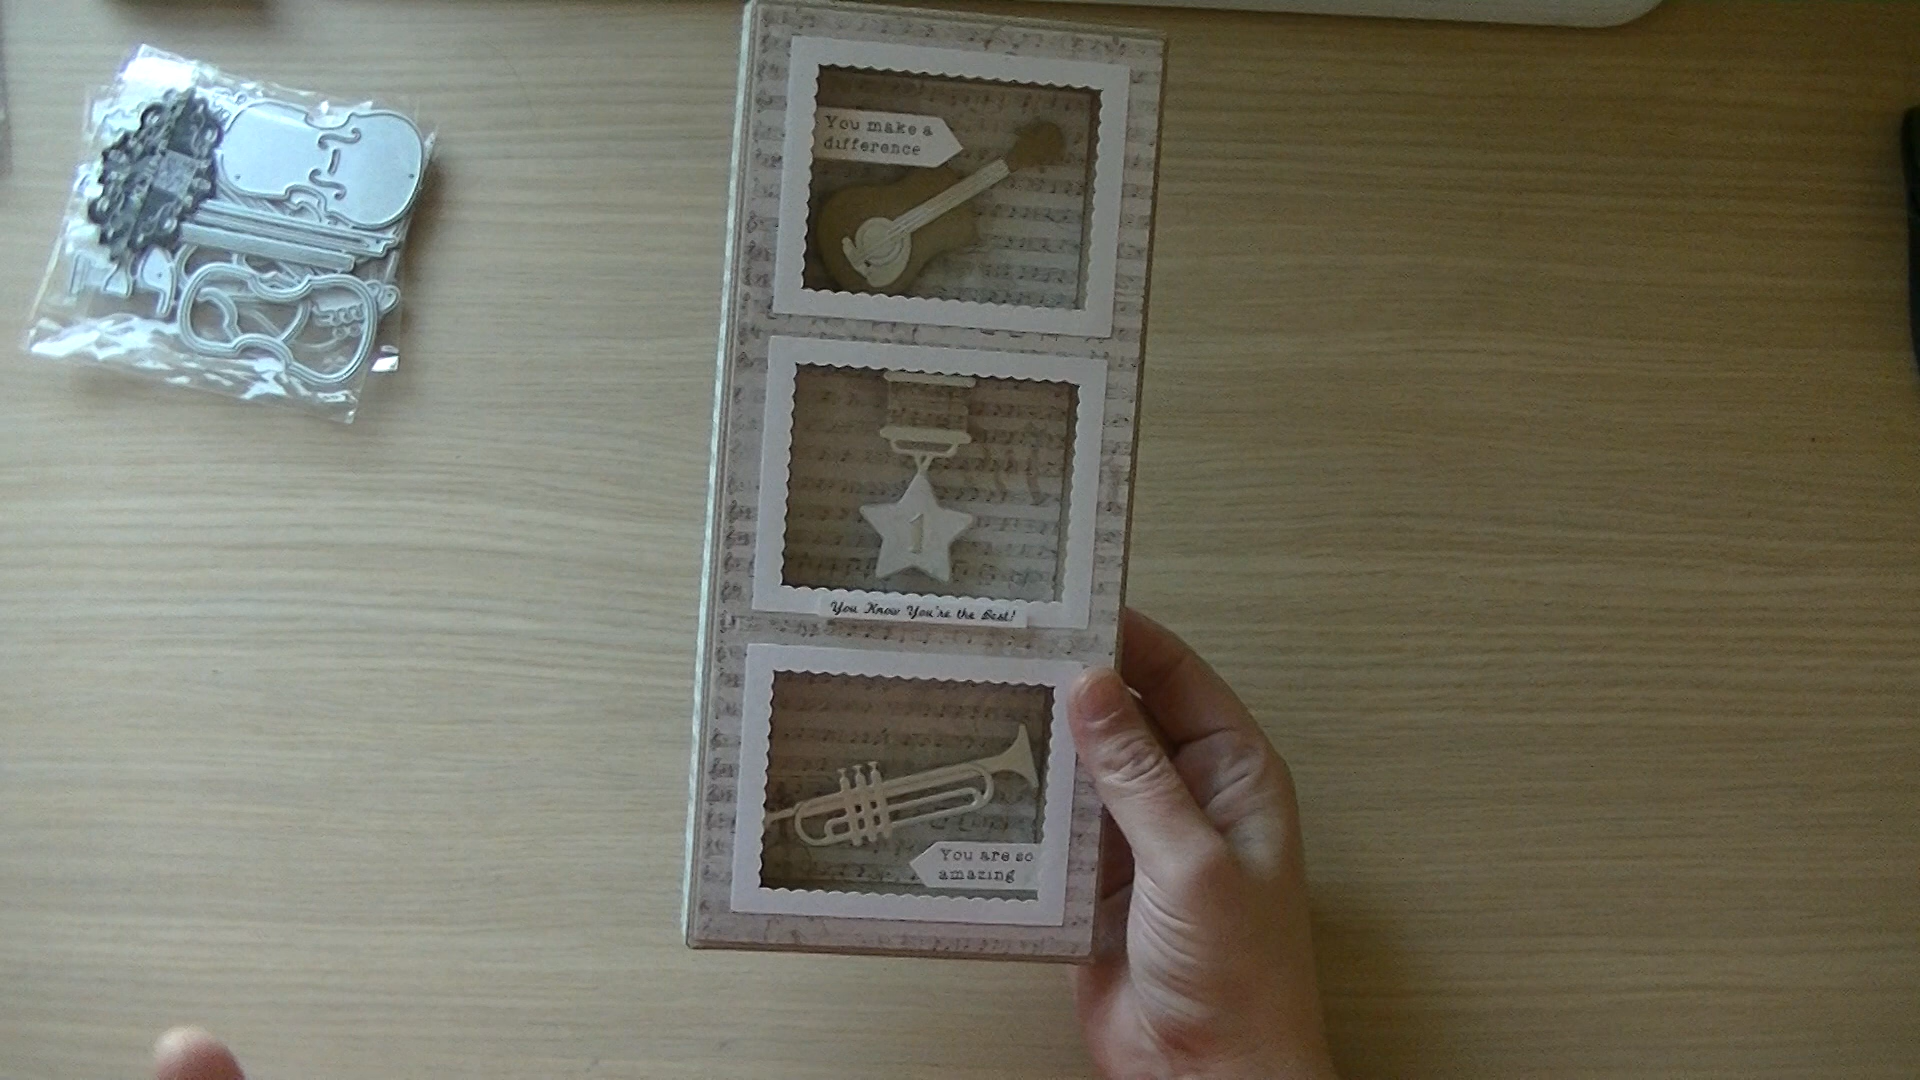 You make a
difference
1
You Know You're the Best!
You are so
amazing